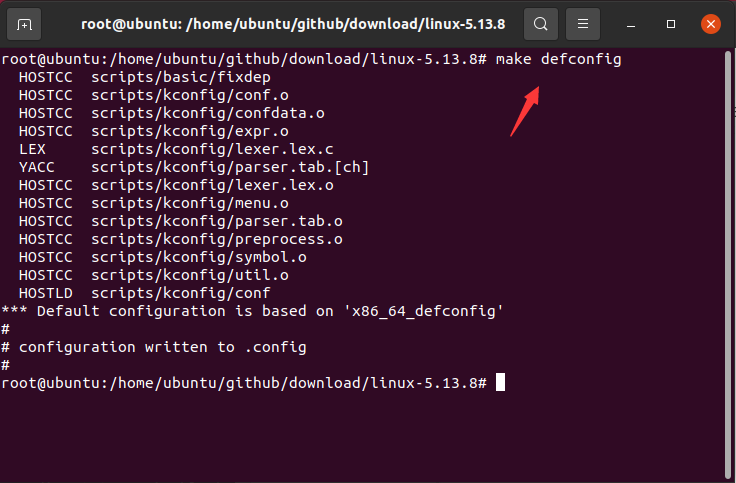 root@ubuntu: /home/ubuntu/github/download/linux-5.13.8
root@ubuntu:/home/ubuntu/github/download/linux-5.13.8# make defconfig
  HOSTCC  scripts/basic/fixdep
  HOSTCC  scripts/kconfig/conf.o
  HOSTCC  scripts/kconfig/confdata.o
  HOSTCC  scripts/kconfig/expr.o
  LEX     scripts/kconfig/lexer.lex.c
  YACC    scripts/kconfig/parser.tab.[ch]
  HOSTCC  scripts/kconfig/lexer.lex.o
  HOSTCC  scripts/kconfig/menu.o
  HOSTCC  scripts/kconfig/parser.tab.o
  HOSTCC  scripts/kconfig/preprocess.o
  HOSTCC  scripts/kconfig/symbol.o
  HOSTCC  scripts/kconfig/util.o
  HOSTLD  scripts/kconfig/conf
*** Default configuration is based on 'x86_64_defconfig'
#
# configuration written to .config
#
root@ubuntu:/home/ubuntu/github/download/linux-5.13.8#